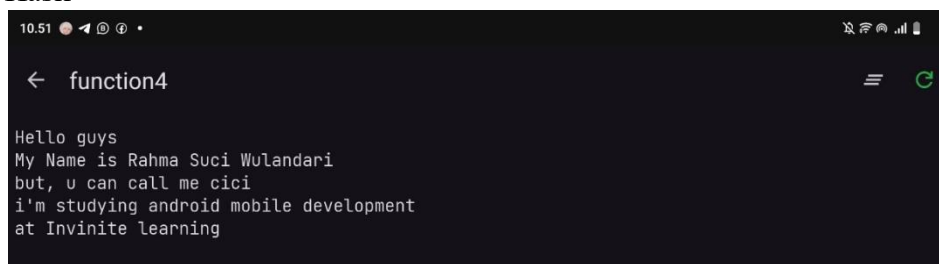 10.51
function4
Hello guys
My Name is Rahma Suci Wulandari
but, u can call me cici
i'm studying android mobile development
at Invinite learning